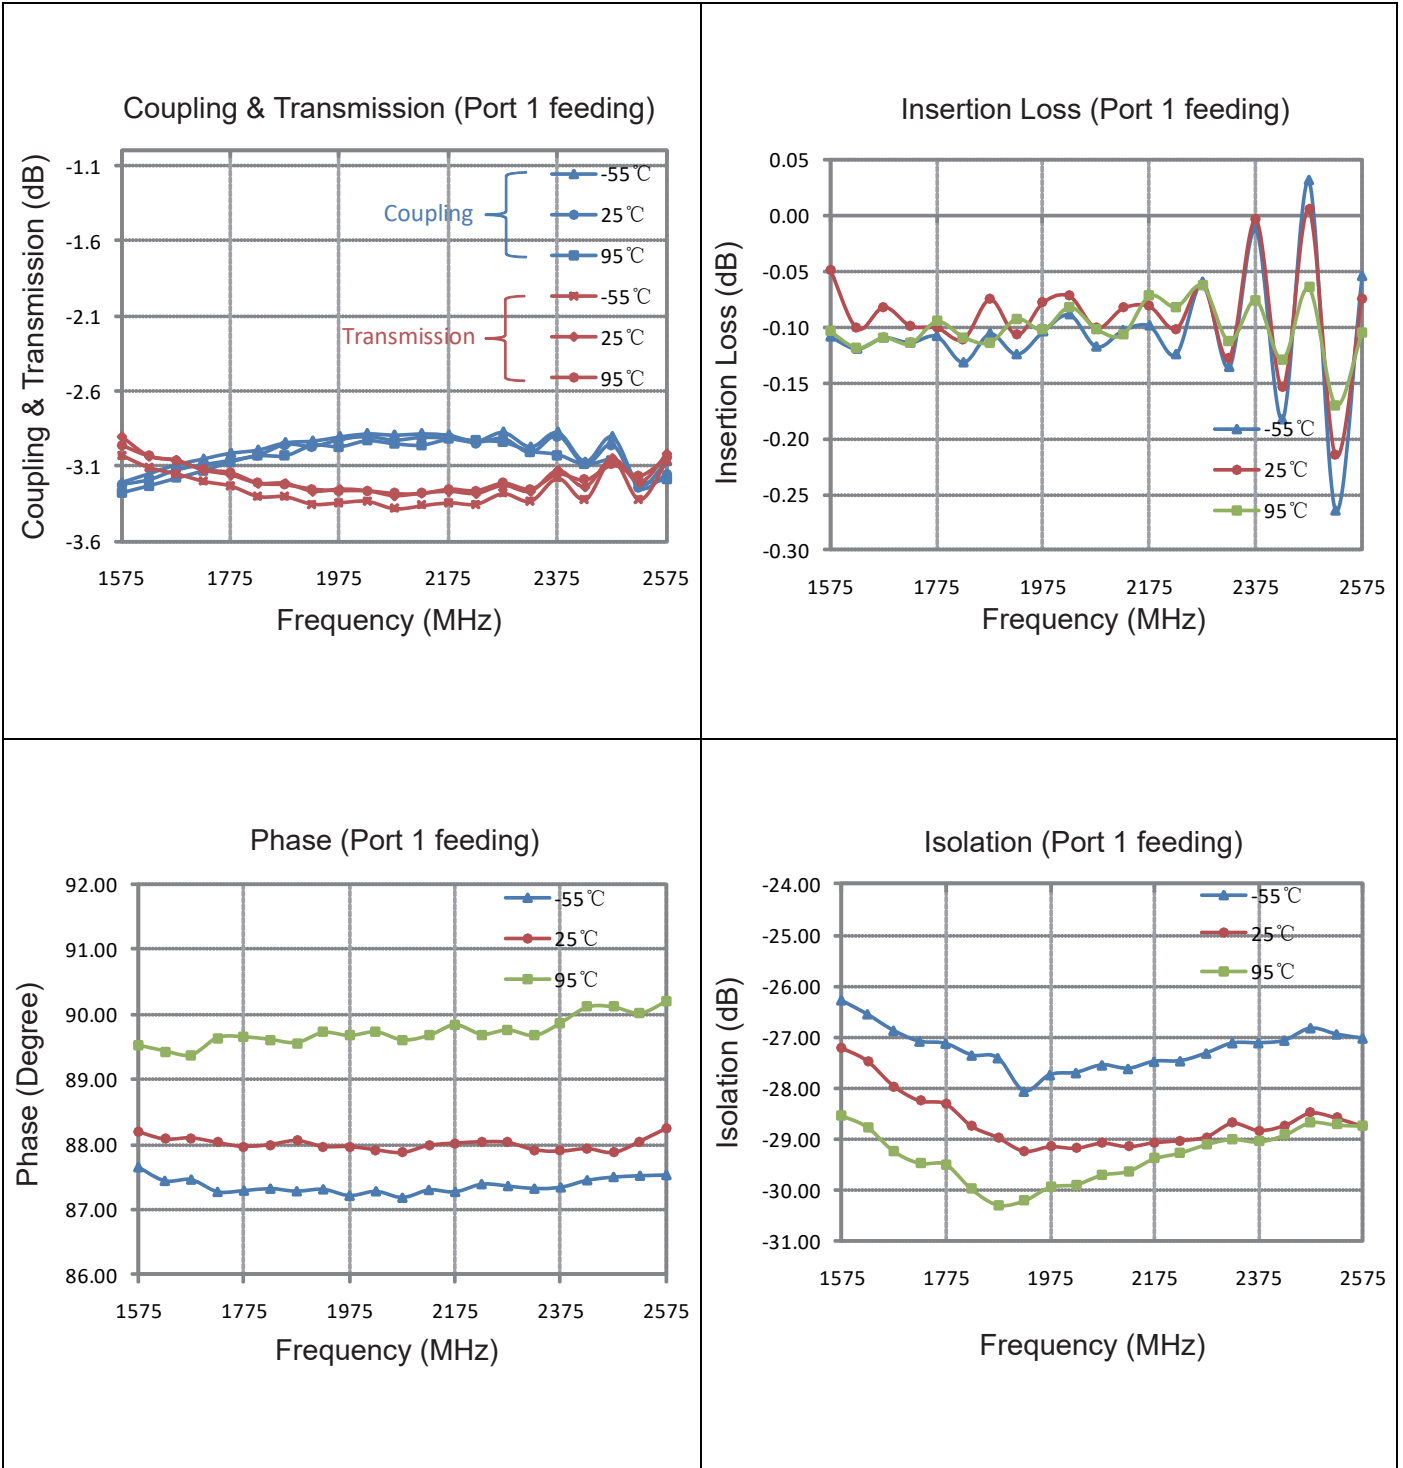 Coupling & Transmission (Port 1 feeding)
Coupling & Transmission (dB)
-1.1
-1.6
-2.1
-2.6
-3.1
-3.6
Coupling
-55℃
25℃
95℃
Transmission
-55℃
25℃
95℃
1575 1775 1975 2175 2375 2575
Frequency (MHz)
Insertion Loss (Port 1 feeding)
Insertion Loss (dB)
0.05
0.00
-0.05
-0.10
-0.15
-0.20
-0.25
-0.30
-55℃
25℃
95℃
1575 1775 1975 2175 2375 2575
Frequency (MHz)
Phase (Port 1 feeding)
Phase (Degree)
92.00
91.00
90.00
89.00
88.00
87.00
86.00
-55℃
25℃
95℃
1575 1775 1975 2175 2375 2575
Frequency (MHz)
Isolation (Port 1 feeding)
Isolation (dB)
-24.00
-25.00
-26.00
-27.00
-28.00
-29.00
-30.00
-31.00
-55℃
25℃
95℃
1575 1775 1975 2175 2375 2575
Frequency (MHz)